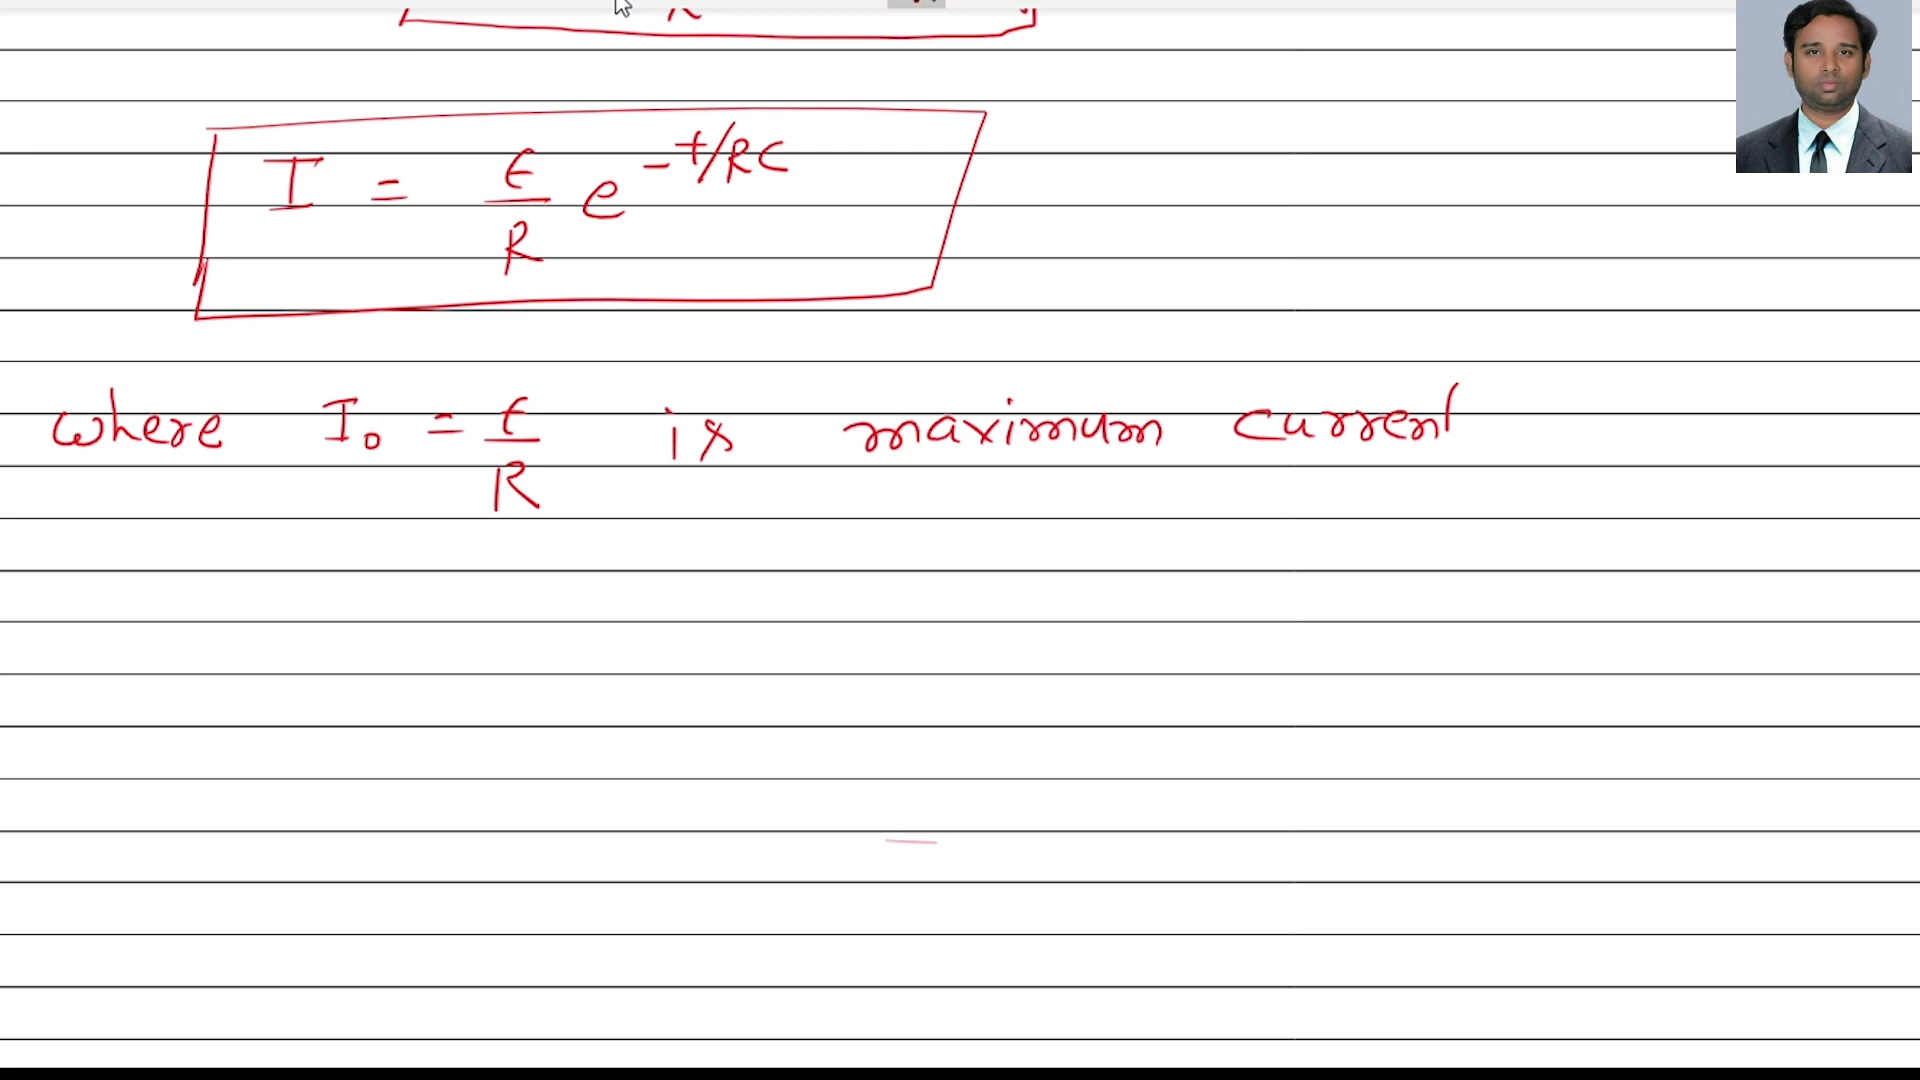 I = ε/R e^(-t/RC)
where I₀ = ε/R is maximum current